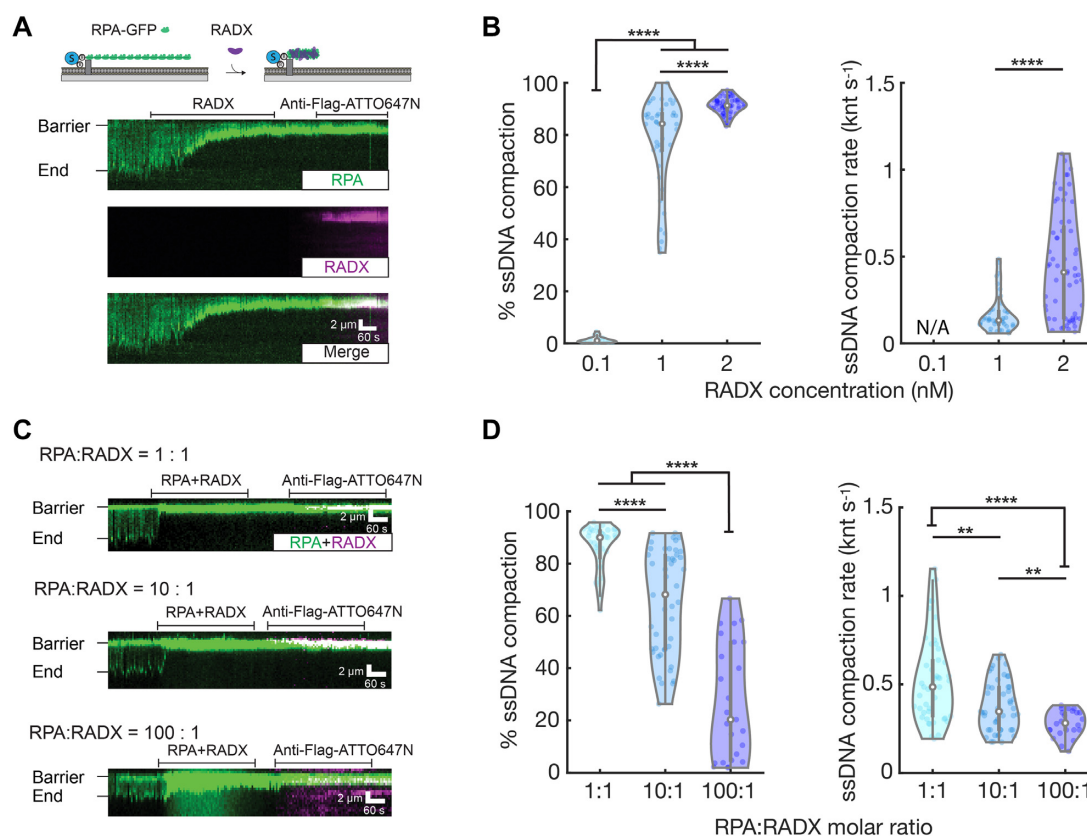 A
RPA-GFP
RADX
S
RADX
Anti-Flag-ATTO647N
Barrier
End
RPA
RADX
2 µm
60 s
Merge
B
****
****
% ssDNA compaction
100
80
60
40
20
0
0.1
1
2
****
ssDNA compaction rate (knt s⁻¹)
1
0.5
0
N/A
0.1
1
2
RADX concentration (nM)
C
RPA:RADX = 1 : 1
RPA+RADX
Anti-Flag-ATTO647N
Barrier
End
2 µm
60 s
RPA+RADX
RPA:RADX = 10 : 1
RPA+RADX
Anti-Flag-ATTO647N
Barrier
End
2 µm
60 s
RPA:RADX = 100 : 1
RPA+RADX
Anti-Flag-ATTO647N
Barrier
End
2 µm
60 s
D
****
****
% ssDNA compaction
100
80
60
40
20
0
1:1
10:1
100:1
****
**
**
ssDNA compaction rate (knt s⁻¹)
1.5
1
0.5
0
1:1
10:1
100:1
RPA:RADX molar ratio